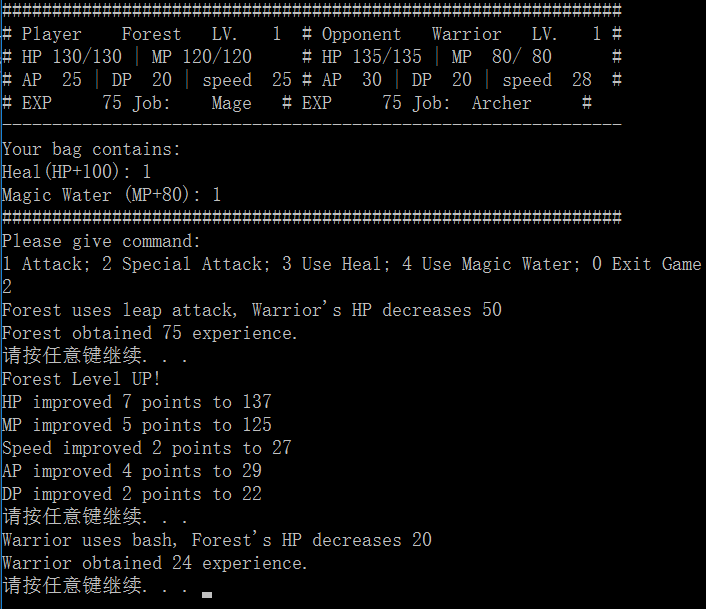 ##############################################################
# Player    Forest   LV.   1  # Opponent   Warrior   LV.   1 #
# HP 130/130 | MP 120/120     # HP 135/135 | MP  80/ 80      #
# AP  25 | DP  20 | speed  25 # AP  30 | DP  20 | speed  28  #
# EXP     75 Job:    Mage   # EXP     75 Job:  Archer     #
--------------------------------------------------------------
Your bag contains:
Heal(HP+100): 1
Magic Water (MP+80): 1
##############################################################
Please give command:
1 Attack; 2 Special Attack; 3 Use Heal; 4 Use Magic Water; 0 Exit Game
2
Forest uses leap attack, Warrior's HP decreases 50
Forest obtained 75 experience.
请按任意键继续. . .
Forest Level UP!
HP improved 7 points to 137
MP improved 5 points to 125
Speed improved 2 points to 27
AP improved 4 points to 29
DP improved 2 points to 22
请按任意键继续. . .
Warrior uses bash, Forest's HP decreases 20
Warrior obtained 24 experience.
请按任意键继续. . .